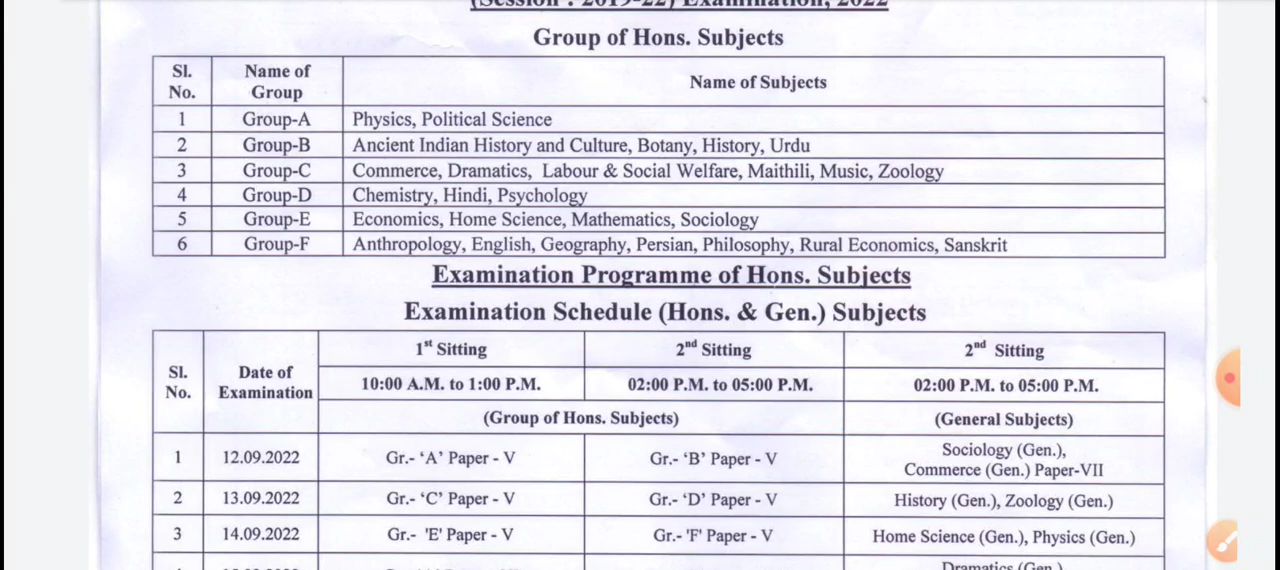 (Session : 2019-22) Examination, 2022
Group of Hons. Subjects
Sl. No. Name of Group Name of Subjects
1 Group-A Physics, Political Science
2 Group-B Ancient Indian History and Culture, Botany, History, Urdu
3 Group-C Commerce, Dramatics, Labour & Social Welfare, Maithili, Music, Zoology
4 Group-D Chemistry, Hindi, Psychology
5 Group-E Economics, Home Science, Mathematics, Sociology
6 Group-F Anthropology, English, Geography, Persian, Philosophy, Rural Economics, Sanskrit
Examination Programme of Hons. Subjects
Examination Schedule (Hons. & Gen.) Subjects
Sl. No. Date of Examination 1st Sitting 2nd Sitting 2nd Sitting
10:00 A.M. to 1:00 P.M. 02:00 P.M. to 05:00 P.M. 02:00 P.M. to 05:00 P.M.
(Group of Hons. Subjects) (General Subjects)
1 12.09.2022 Gr.- ‘A’ Paper - V Gr.- ‘B’ Paper - V Sociology (Gen.),
Commerce (Gen.) Paper-VII
2 13.09.2022 Gr.- ‘C’ Paper - V Gr.- ‘D’ Paper - V History (Gen.), Zoology (Gen.)
3 14.09.2022 Gr.- 'E' Paper - V Gr.- 'F' Paper - V Home Science (Gen.), Physics (Gen.)
Dramatics (Gen.)